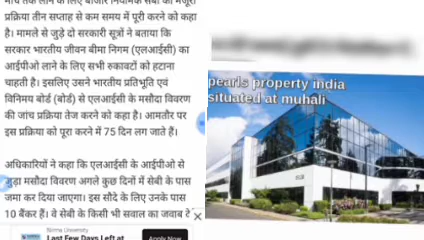 मार्च तक लाने के लिए बाजार नियामक सेबी को मंजूरी
प्रक्रिया तीन सप्ताह से कम समय में पूरी करने को कहा
है। मामले से जुड़े दो सरकारी सूत्रों ने बताया कि
सरकार भारतीय जीवन बीमा निगम (एलआईसी) का
आईपीओ लाने के लिए सभी रुकावटों को हटाना
चाहती है। इसलिए उसने भारतीय प्रतिभूति एवं
विनिमय बोर्ड (बोर्ड) से एलआईसी के मसौदा विवरण
की जांच प्रक्रिया तेज करने को कहा है। आमतौर पर
इस प्रक्रिया को पूरा करने में 75 दिन लग जाते हैं।
अधिकारियों ने कहा कि एलआईसी के आईपीओ से
जुड़ा मसौदा विवरण अगले कुछ दिनों में सेबी के पास
जमा कर दिया जाएगा। इस सौदे के लिए उनके पास
10 बैंकर हैं। वे सेबी के किसी भी सवाल का जवाब दे
Last Few Days Left at
Apply Now
pearls property india
situated at muhali